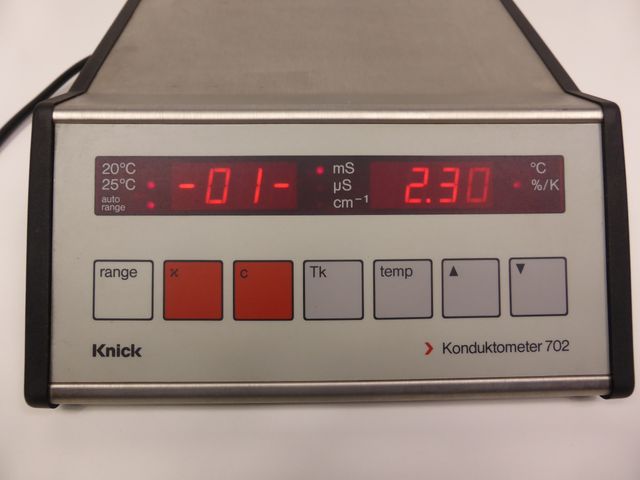 20°C
25°C
auto
range
-01-
mS
µS
cm⁻¹
2.30
°C
%/K
range
ϰ
c
Tk
temp
▲
▼
Knick
Konduktometer 702